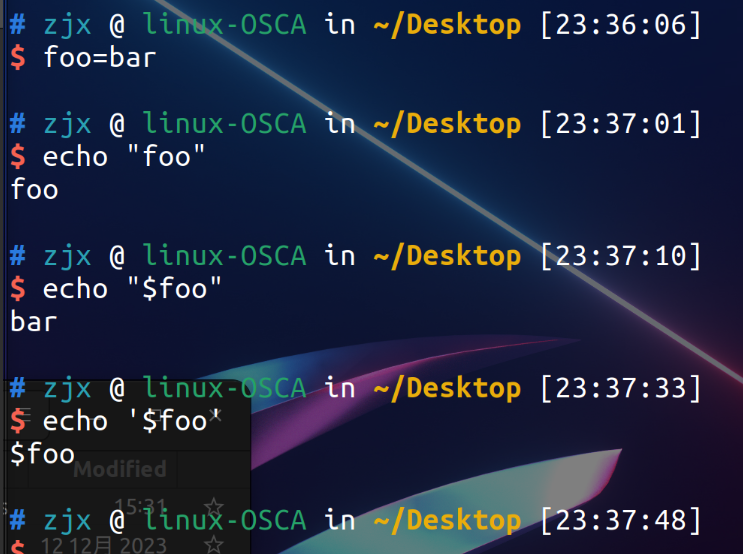 # zjx @ linux-OSCA in ~/Desktop [23:36:06]
$ foo=bar
# zjx @ linux-OSCA in ~/Desktop [23:37:01]
$ echo "foo"
foo
# zjx @ linux-OSCA in ~/Desktop [23:37:10]
$ echo "$foo"
bar
# zjx @ linux-OSCA in ~/Desktop [23:37:33]
$ echo '$foo'
$foo
Modified
15:31
# zjx @ linux-OSCA in ~/Desktop [23:37:48]
$
12 12月 2023